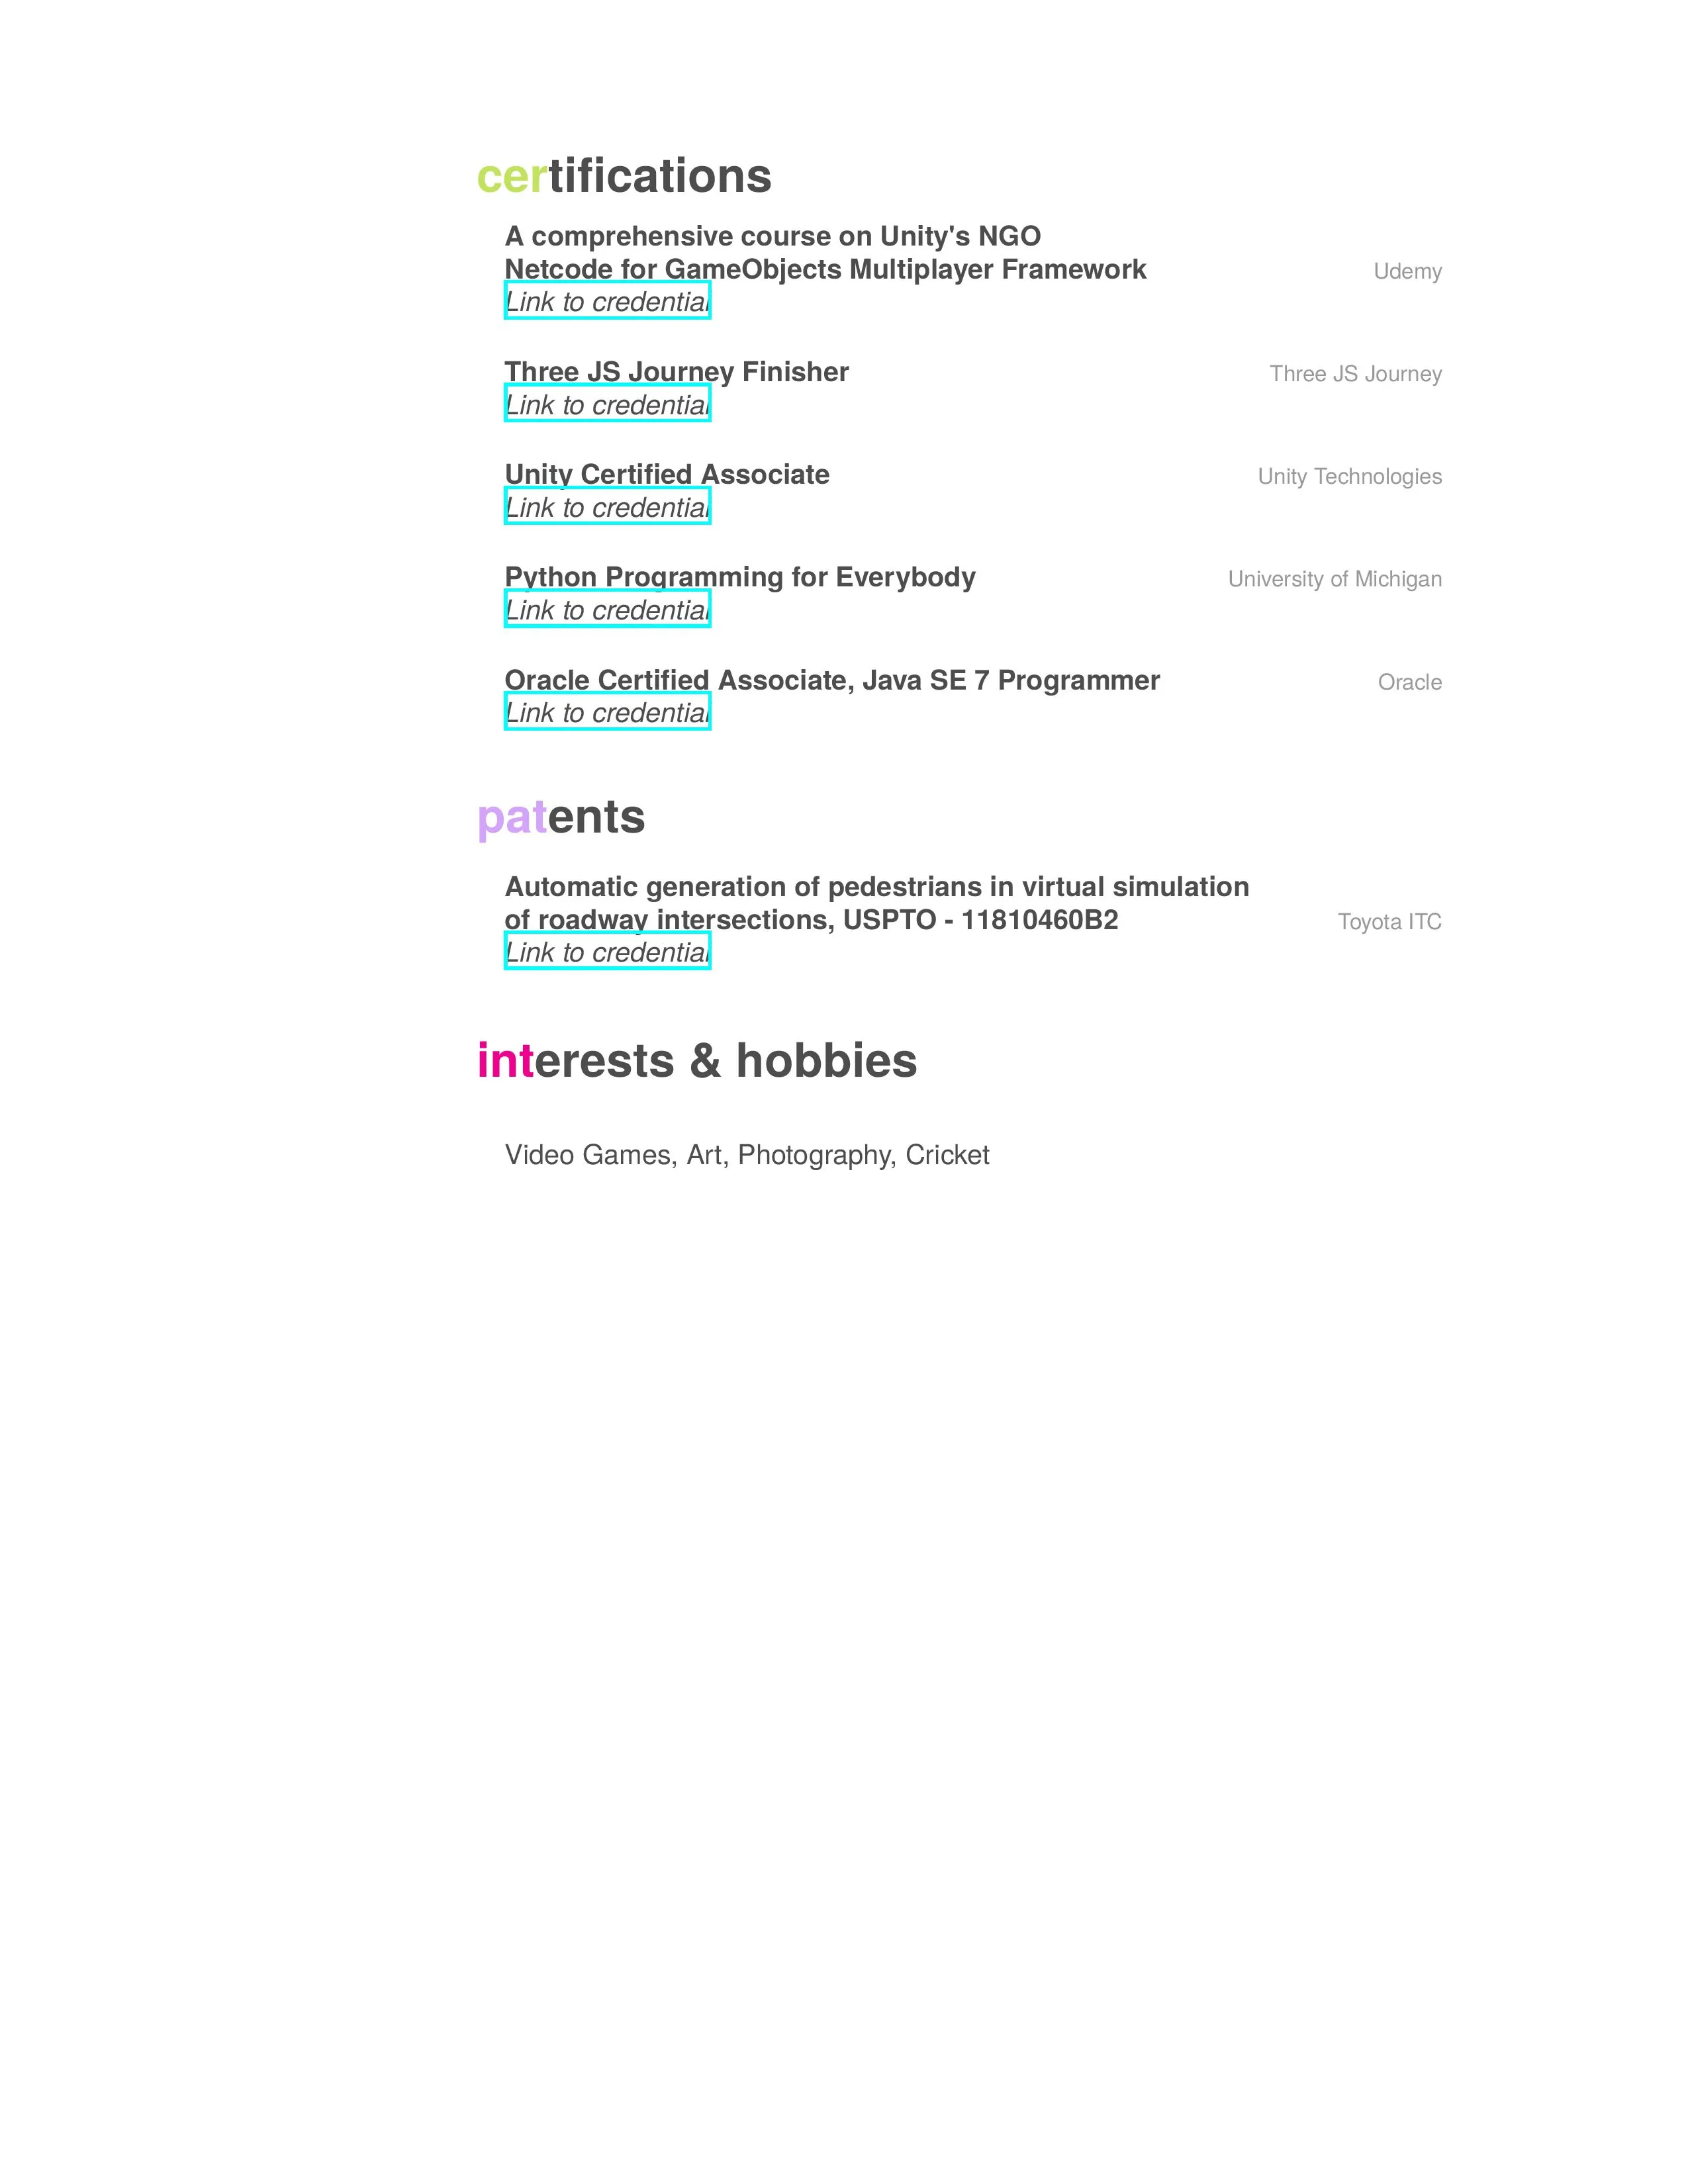 certifications
A comprehensive course on Unity's NGO
Netcode for GameObjects Multiplayer Framework Udemy
Link to credential
Three JS Journey Finisher Three JS Journey
Link to credential
Unity Certified Associate Unity Technologies
Link to credential
Python Programming for Everybody University of Michigan
Link to credential
Oracle Certified Associate, Java SE 7 Programmer Oracle
Link to credential
patents
Automatic generation of pedestrians in virtual simulation
of roadway intersections, USPTO - 11810460B2 Toyota ITC
Link to credential
interests & hobbies
Video Games, Art, Photography, Cricket